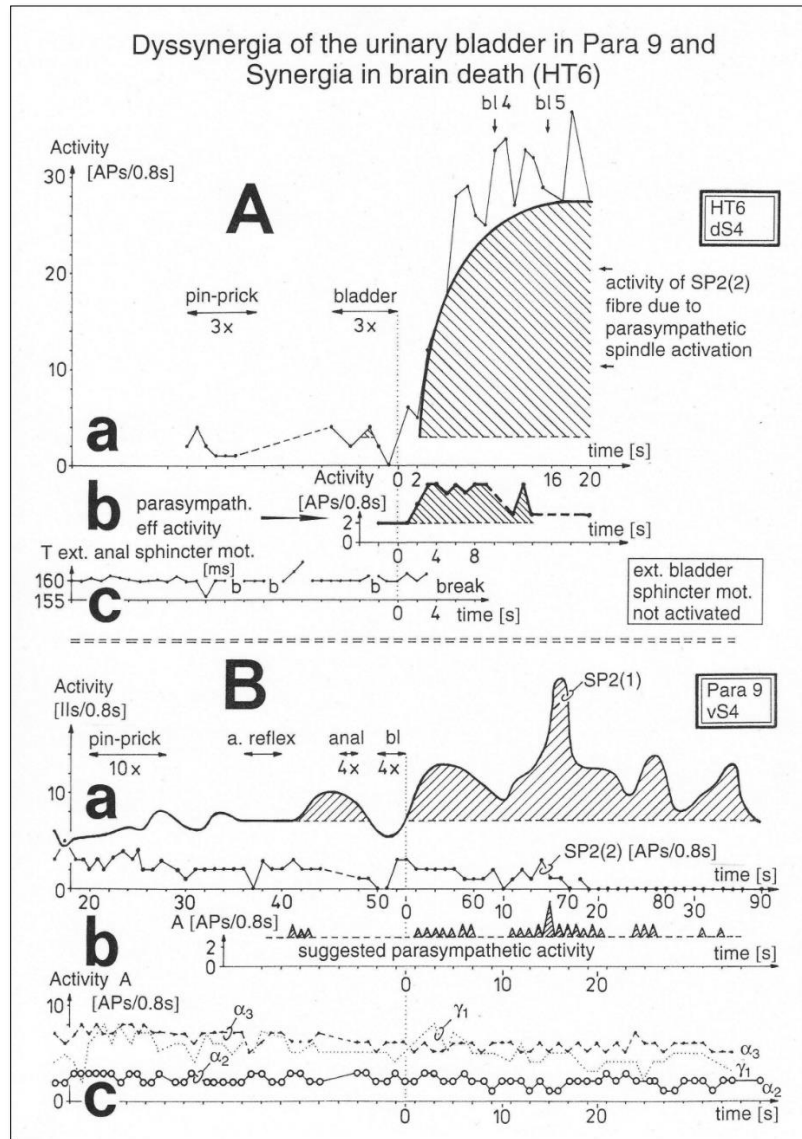 Dyssynergia of the urinary bladder in Para 9 and
Synergia in brain death (HT6)
bl 4 bl 5
Activity
[APs/0.8s]
30
A
HT6
dS4
20
activity of SP2(2)
fibre due to
parasympathetic
spindle activation
pin-prick
3x
bladder
3x
10
a
0
time [s]
0 2 16 20
b
parasympath.
eff activity
Activity
[APs/0.8s]
2
0
time [s]
0 4 8
T ext. anal sphincter mot.
[ms]
160
155
b b b
break
c
0 4 time [s]
ext. bladder
sphincter mot.
not activated
B
Activity
[IIs/0.8s]
SP2(1)
Para 9
vS4
pin-prick
10x
a. reflex
anal
4x
bl
4x
10
a
SP2(2) [APs/0.8s]
0
time [s]
20 30 40 50 0 60 10 70 20 80 30 90
b
A [APs/0.8s]
2
0
suggested parasympathetic activity
time [s]
0 10 20
Activity A
[APs/0.8s]
10
α3
γ1
α2
α3
γ1
α2
c
0
0 10 20 time [s]